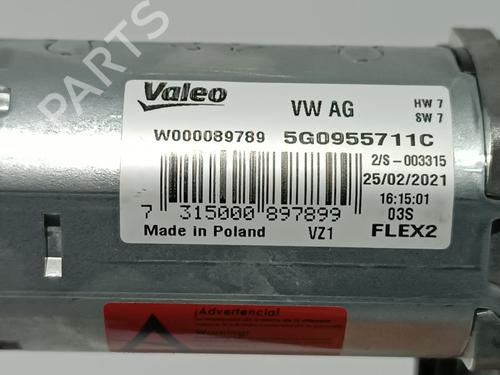 Valeo
VW AG
HW 7
SW 7
W000089789
5G0955711C
2/S-003315
25/02/2021
16:15:01
03S
FLEX2
7 315000 897899
Made in Poland
VZ1
¡Advertencia!
Warning!
B-PARTS